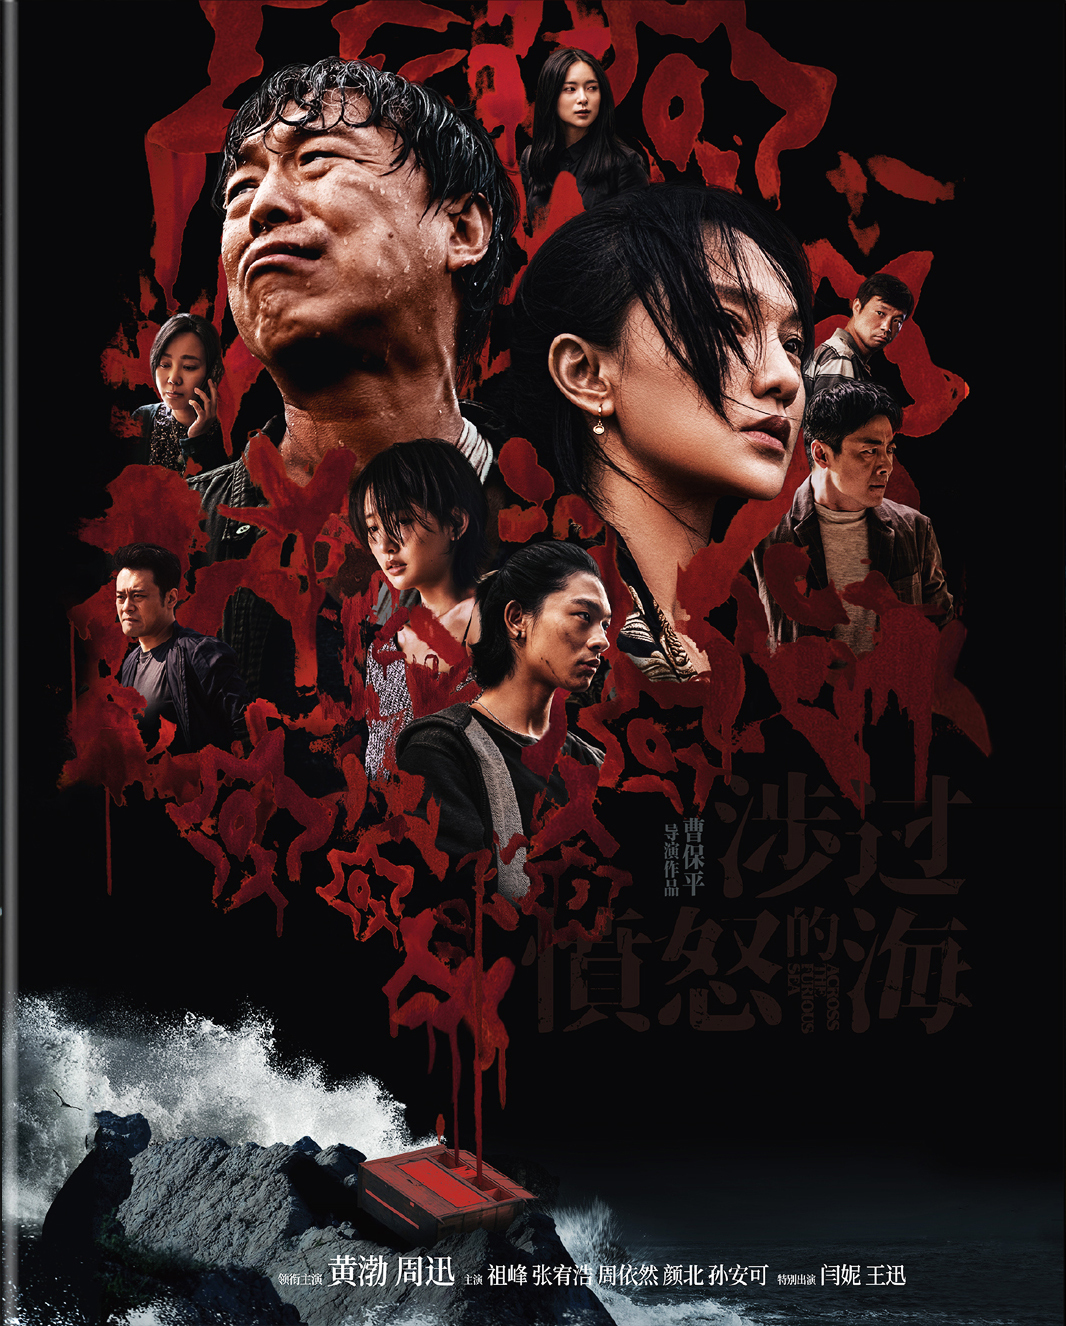 涉过
愤怒的海
ACROSS
THE
FURIOUS
SEA
曹保平
导演作品
领衔主演 黄渤 周迅 主演 祖峰 张宥浩 周依然 颜北 孙安可 特别出演 闫妮 王迅